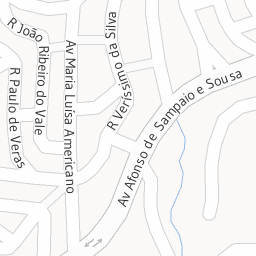 R João
Ribeiro do Vale
R Paulo de Veras
Av Maria Luísa Americano
R Veríssimo da Silva
Av Afonso de Sampaio e Sousa